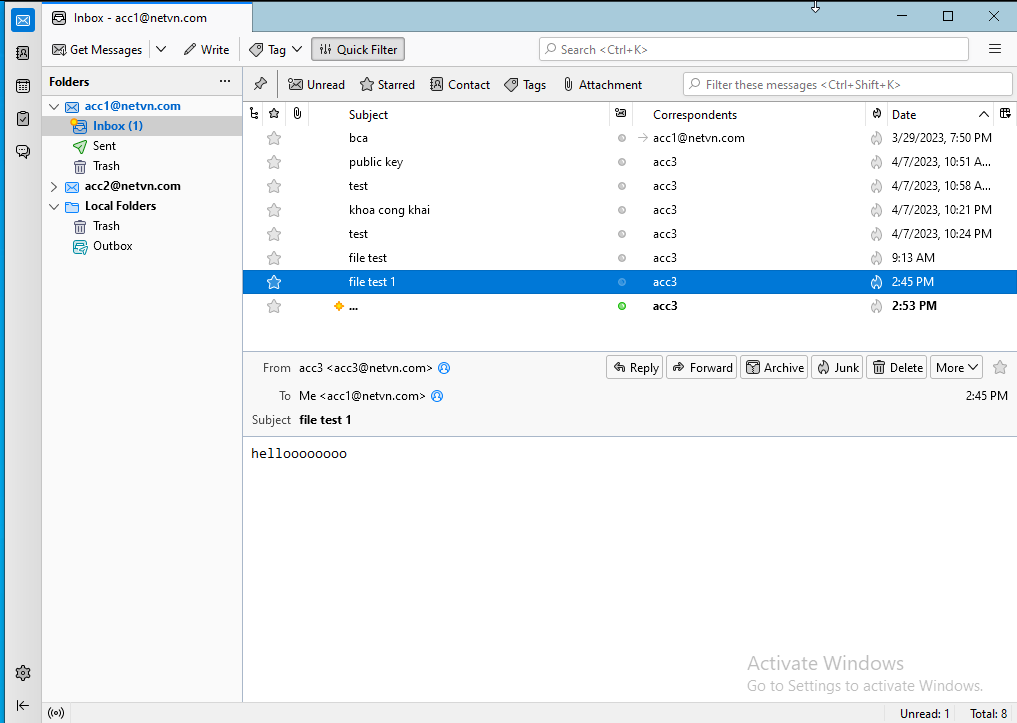 Inbox - acc1@netvn.com
Get Messages Write Tag Quick Filter Search <Ctrl+K>
Folders ··· Unread Starred Contact Tags Attachment Filter these messages <Ctrl+Shift+K>
acc1@netvn.com
Inbox (1)
Sent
Trash
acc2@netvn.com
Local Folders
Trash
Outbox
Subject Correspondents Date
bca acc1@netvn.com 3/29/2023, 7:50 PM
public key acc3 4/7/2023, 10:51 A...
test acc3 4/7/2023, 10:58 A...
khoa cong khai acc3 4/7/2023, 10:21 PM
test acc3 4/7/2023, 10:24 PM
file test acc3 9:13 AM
file test 1 acc3 2:45 PM
... acc3 2:53 PM
From acc3 <acc3@netvn.com> Reply Forward Archive Junk Delete More
To Me <acc1@netvn.com> 2:45 PM
Subject file test 1
helloooooooo
Activate Windows
Go to Settings to activate Windows.
Unread: 1 Total: 8